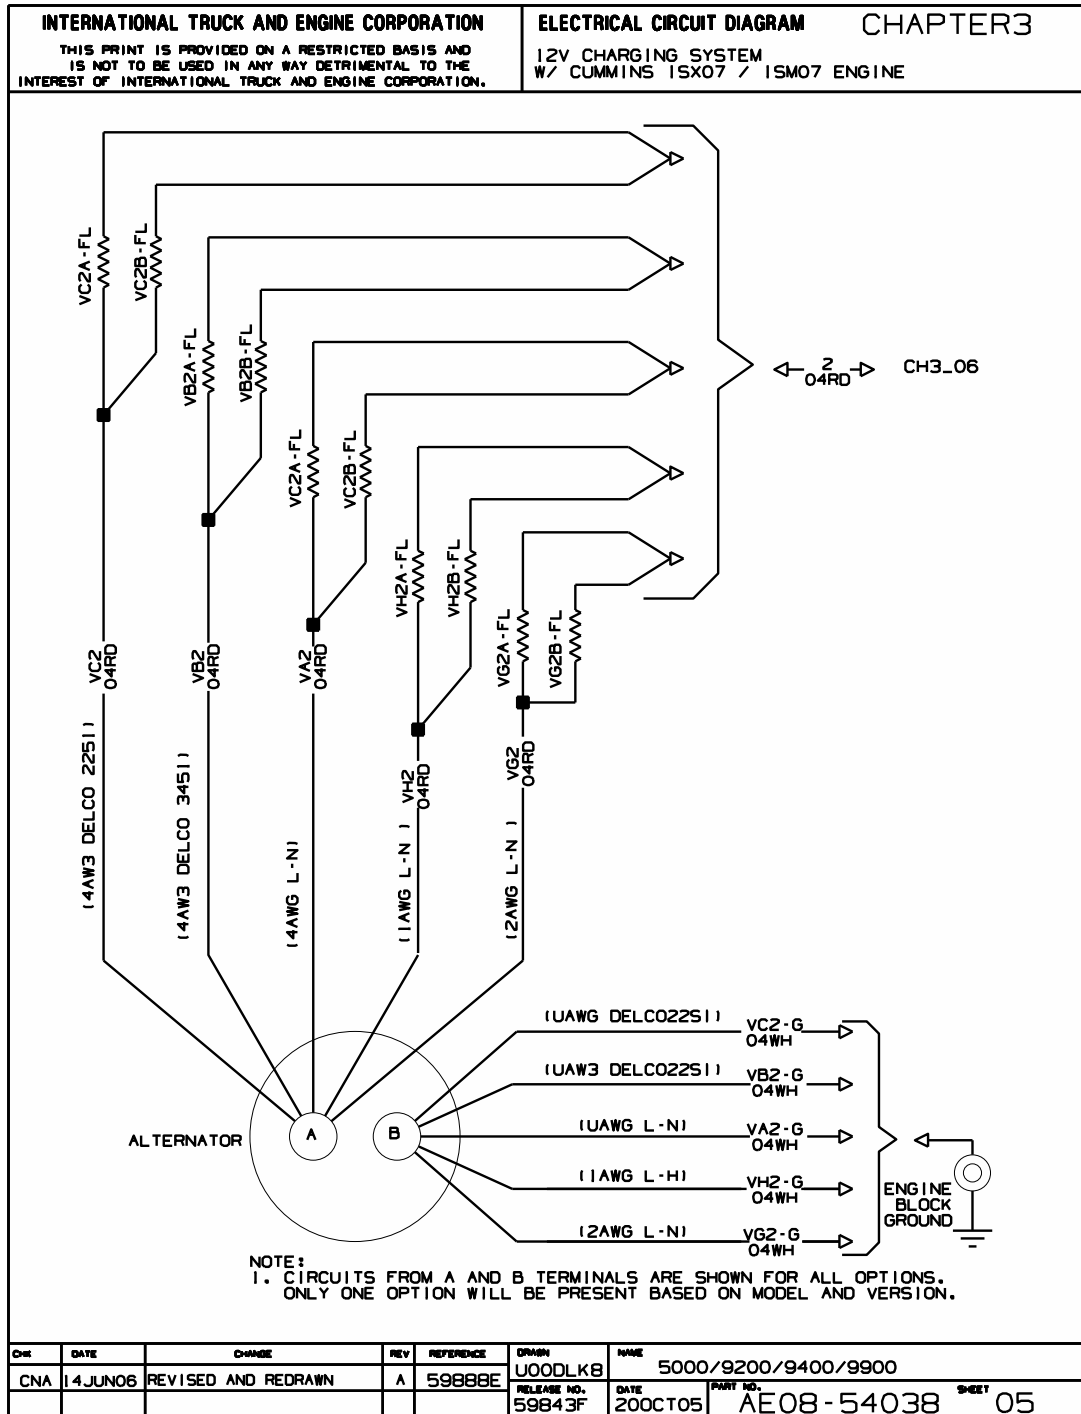 INTERNATIONAL TRUCK AND ENGINE CORPORATION
THIS PRINT IS PROVIDED ON A RESTRICTED BASIS AND
IS NOT TO BE USED IN ANY WAY DETRIMENTAL TO THE
INTEREST OF INTERNATIONAL TRUCK AND ENGINE CORPORATION.
ELECTRICAL CIRCUIT DIAGRAM
CHAPTER3
12V CHARGING SYSTEM
W/ CUMMINS ISX07 / ISM07 ENGINE
VC2A-FL
VC2B-FL
VB2A-FL
VB2B-FL
VC2A-FL
VC2B-FL
VH2A-FL
VH2B-FL
VG2A-FL
VG2B-FL
2
04RD
CH3_06
VC2
04RD
VB2
04RD
VA2
04RD
VH2
04RD
VG2
04RD
(4AW3 DELCO 22SI)
(4AW3 DELCO 34SI)
(4AWG L-N)
(1AWG L-N )
(2AWG L-N )
ALTERNATOR
A
B
(UAWG DELCO22SI)
VC2-G
04WH
(UAW3 DELCO22SI)
VB2-G
04WH
(UAWG L-N)
VA2-G
04WH
(1AWG L-H)
VH2-G
04WH
(2AWG L-N)
VG2-G
04WH
ENGINE
BLOCK
GROUND
NOTE:
1. CIRCUITS FROM A AND B TERMINALS ARE SHOWN FOR ALL OPTIONS.
ONLY ONE OPTION WILL BE PRESENT BASED ON MODEL AND VERSION.
CHK DATE CHANGE REV REFERENCE
CNA 14JUN06 REVISED AND REDRAWN A 59888E
DRAWN
U00DLK8
NAME
5000/9200/9400/9900
RELEASE NO.
59843F
DATE
20OCT05
PART NO.
AE08-54038
SHEET
05